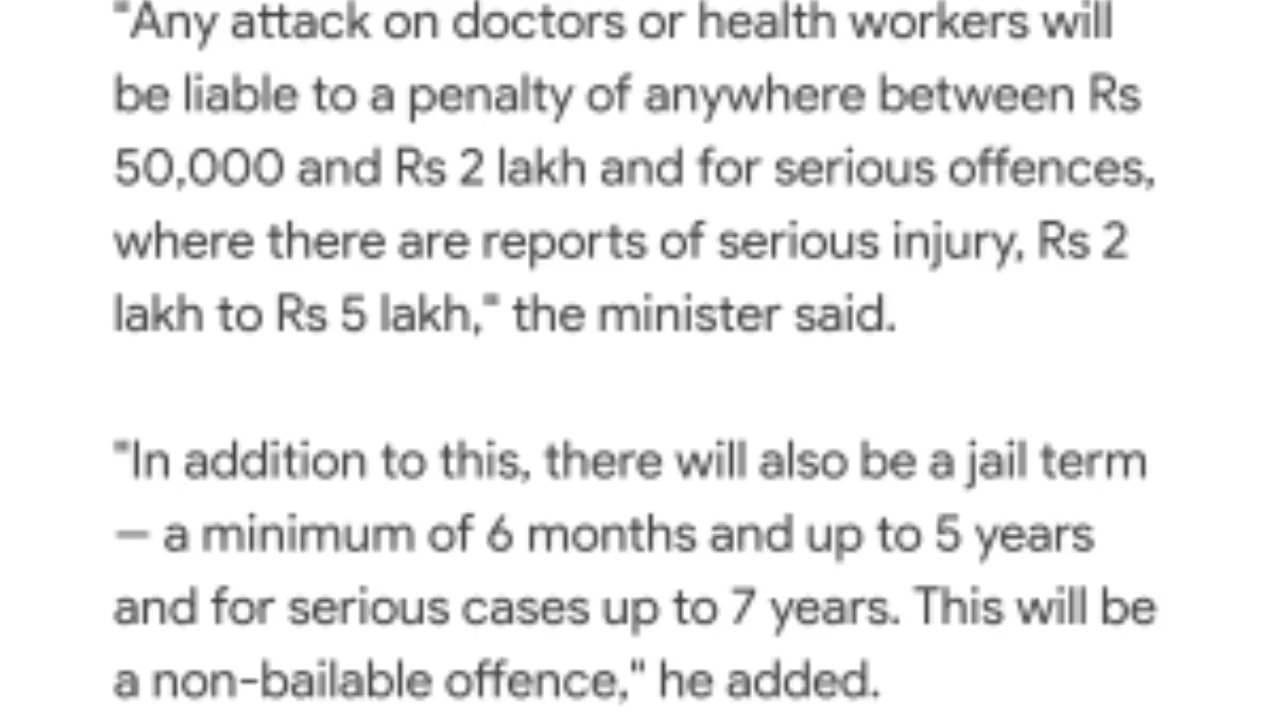 "Any attack on doctors or health workers will
be liable to a penalty of anywhere between Rs
50,000 and Rs 2 lakh and for serious offences,
where there are reports of serious injury, Rs 2
lakh to Rs 5 lakh," the minister said.
"In addition to this, there will also be a jail term
— a minimum of 6 months and up to 5 years
and for serious cases up to 7 years. This will be
a non-bailable offence," he added.